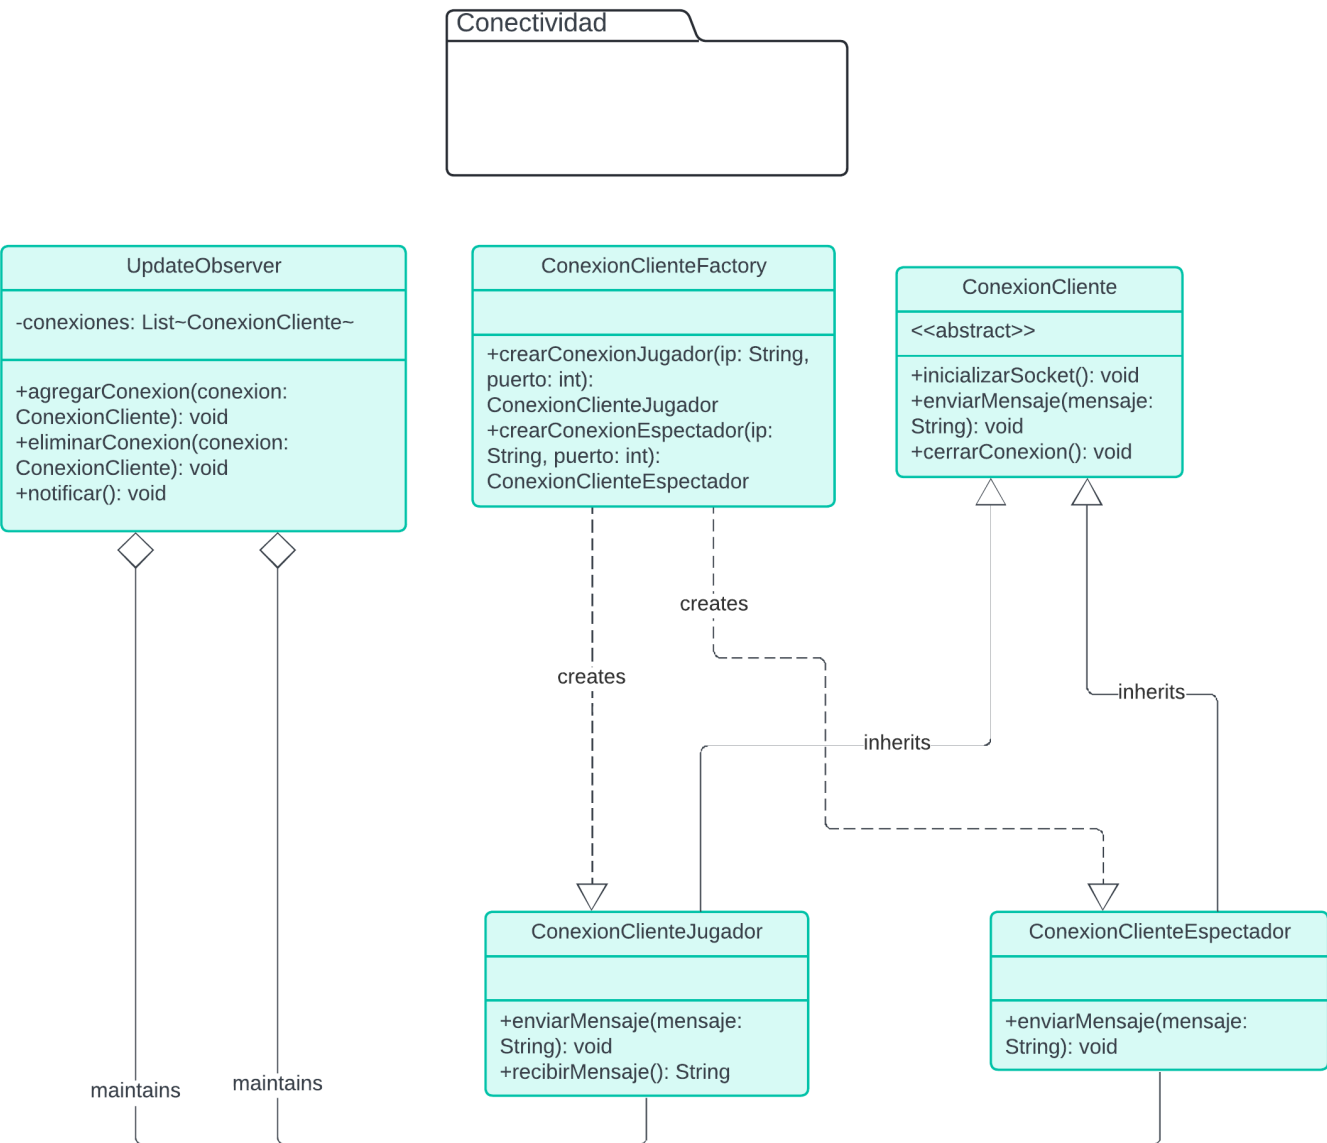 Conectividad
UpdateObserver
-conexiones: List~ConexionCliente~
+agregarConexion(conexion:
ConexionCliente): void
+eliminarConexion(conexion:
ConexionCliente): void
+notificar(): void
ConexionClienteFactory
+crearConexionJugador(ip: String,
puerto: int):
ConexionClienteJugador
+crearConexionEspectador(ip:
String, puerto: int):
ConexionClienteEspectador
ConexionCliente
<<abstract>>
+inicializarSocket(): void
+enviarMensaje(mensaje:
String): void
+cerrarConexion(): void
creates
creates
inherits
inherits
ConexionClienteJugador
+enviarMensaje(mensaje:
String): void
+recibirMensaje(): String
ConexionClienteEspectador
+enviarMensaje(mensaje:
String): void
maintains
maintains